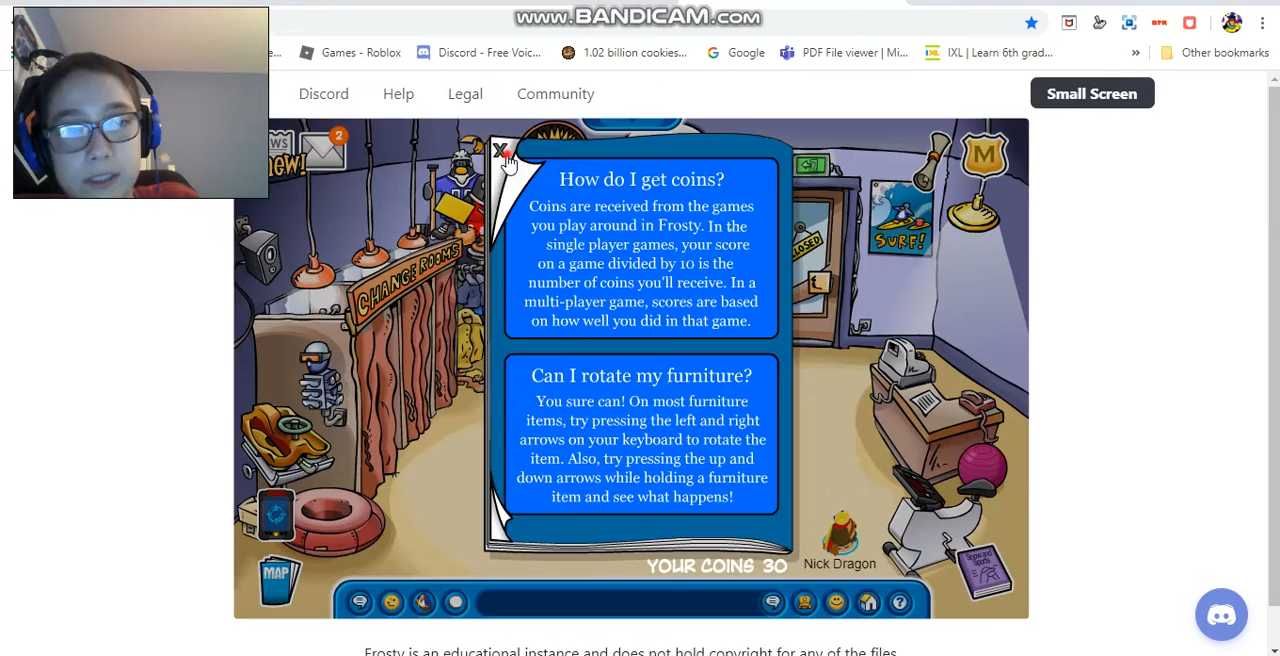 www.BANDICAM.com
e...
Games - Roblox
Discord - Free Voic...
1.02 billion cookies...
Google
PDF File viewer | Mi...
IXL | Learn 6th grad...
»
Other bookmarks
Discord
Help
Legal
Community
Small Screen
WS
new!
2
X
M
SURF!
CLOSED
CHANGE ROOMS
How do I get coins?
Coins are received from the games
you play around in Frosty. In the
single player games, your score
on a game divided by 10 is the
number of coins you'll receive. In a
multi-player game, scores are based
on how well you did in that game.
Can I rotate my furniture?
You sure can! On most furniture
items, try pressing the left and right
arrows on your keyboard to rotate the
item. Also, try pressing the up and
down arrows while holding a furniture
item and see what happens!
YOUR COINS 30
Nick Dragon
Snow and
Sports
MAP
?
Frosty is an educational instance and does not hold copyright for any of the files